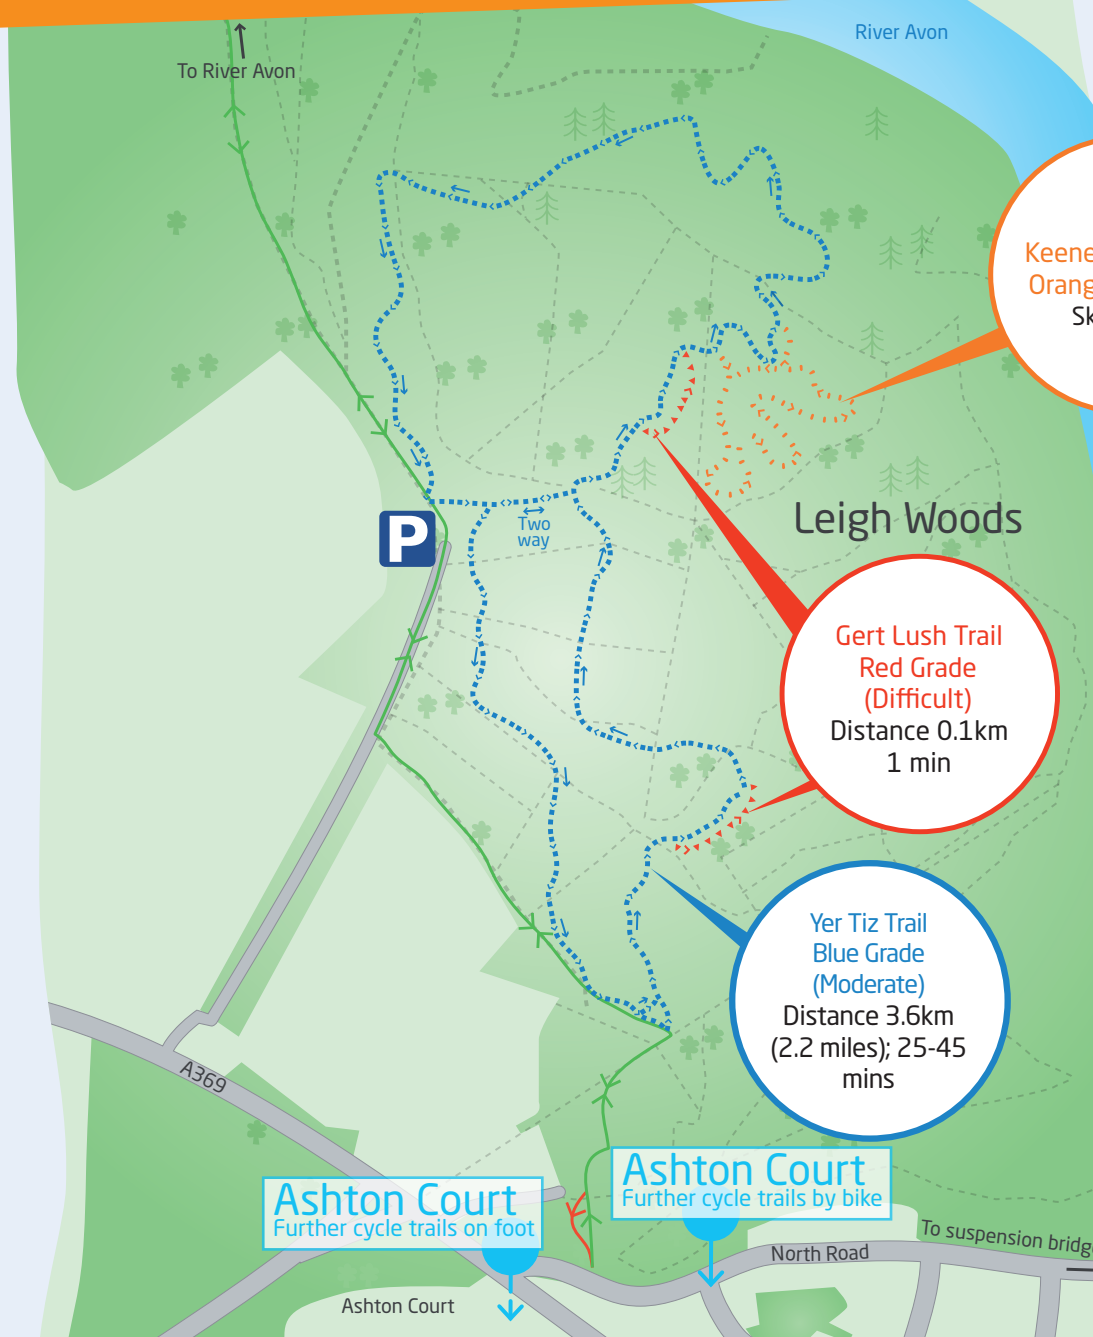 River Avon
To River Avon
Keene
Orang
Sk
Two
way
P
Leigh Woods
Gert Lush Trail
Red Grade
(Difficult)
Distance 0.1km
1 min
Yer Tiz Trail
Blue Grade
(Moderate)
Distance 3.6km
(2.2 miles); 25-45
mins
A369
Ashton Court
Further cycle trails by bike
Ashton Court
Further cycle trails on foot
To suspension bridg
North Road
Ashton Court